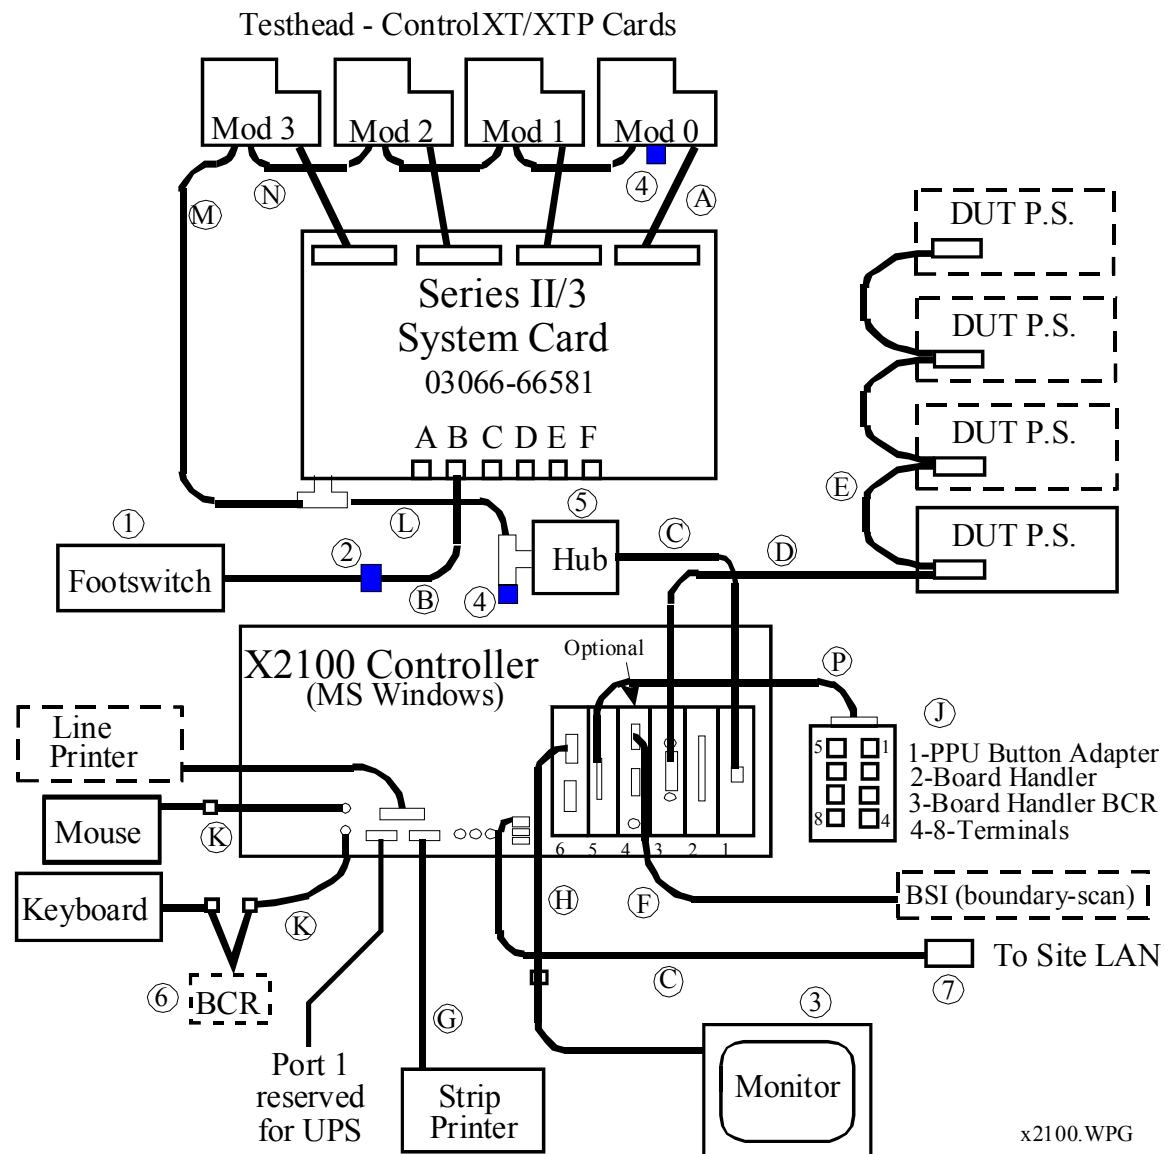 Testhead - ControlXT/XTP Cards
Mod 3
Mod 2
Mod 1
Mod 0
4
N
M
A
DUT P.S.
DUT P.S.
DUT P.S.
DUT P.S.
E
Series II/3
System Card
03066-66581
A B C D E F
1
Footswitch
2
B
L
4
5
Hub
C
D
X2100 Controller
(MS Windows)
Optional
P
J
5 1
8 4
1-PPU Button Adapter
2-Board Handler
3-Board Handler BCR
4-8-Terminals
Line
Printer
Mouse
K
6 5 4 3 2 1
Keyboard
K
H
F
BSI (boundary-scan)
C
To Site LAN
7
6
BCR
G
3
Port 1
reserved
for UPS
Strip
Printer
Monitor
x2100.WPG